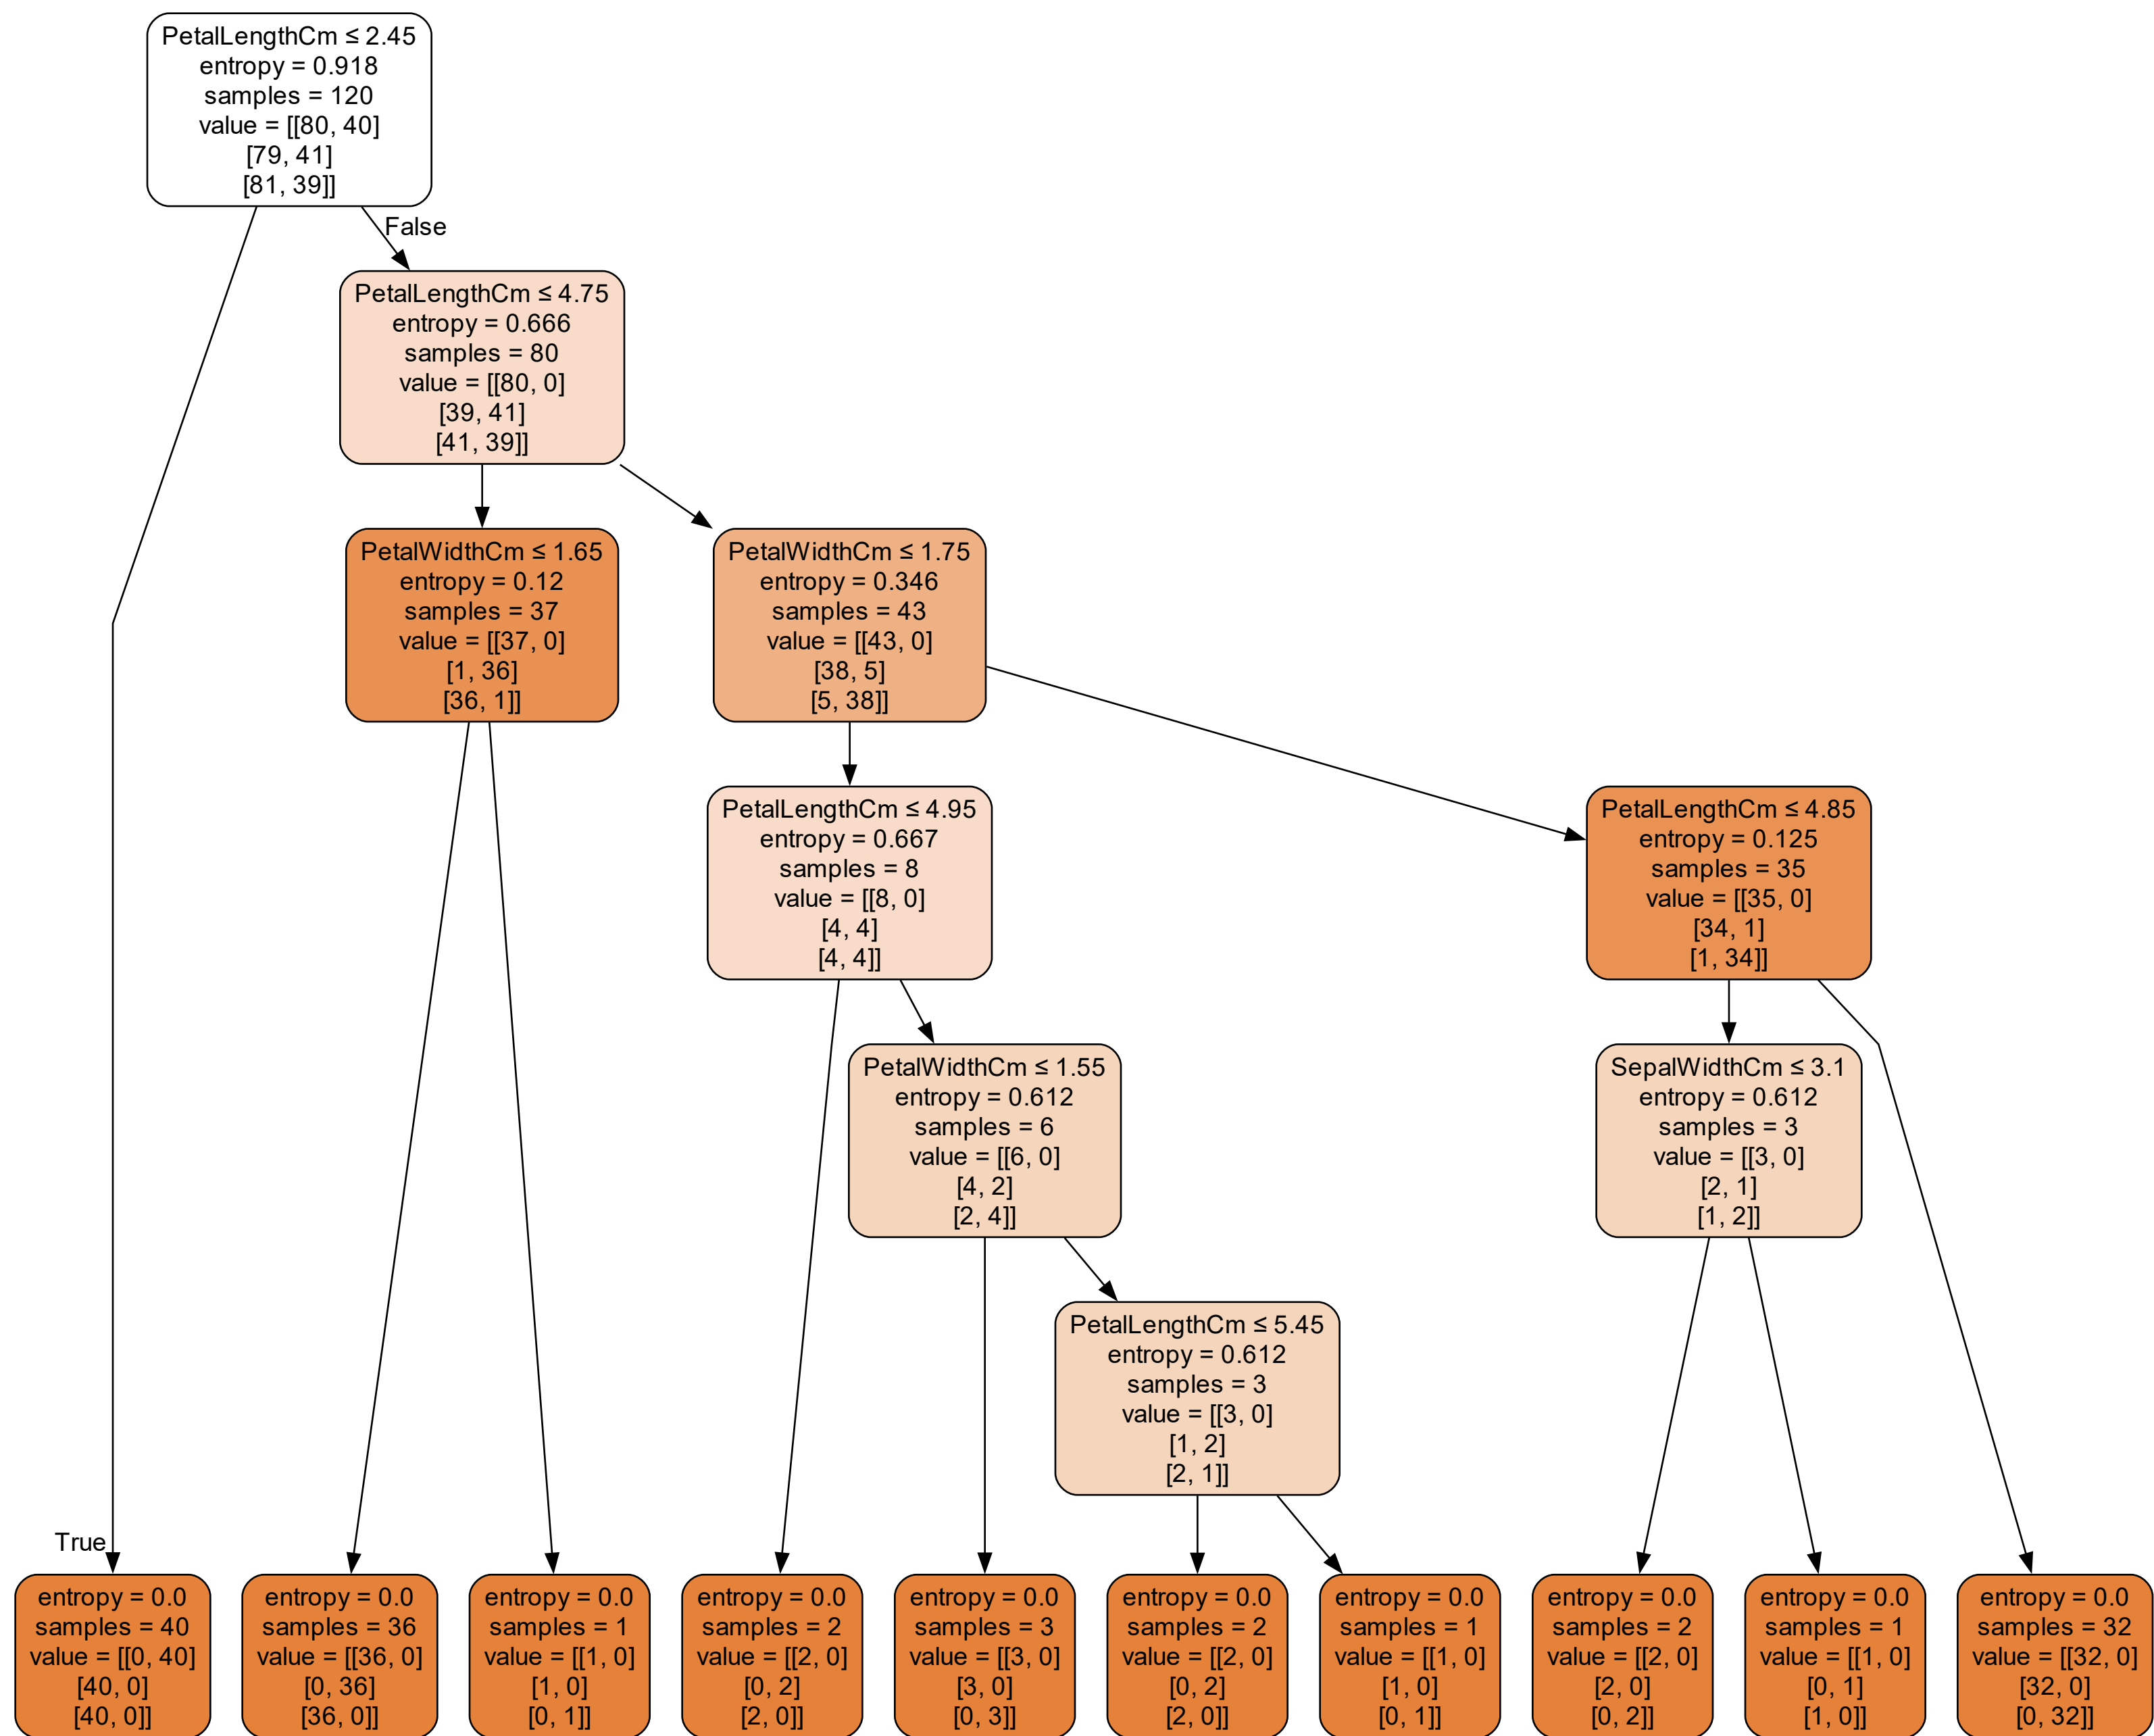 PetalLengthCm ≤ 2.45
entropy = 0.918
samples = 120
value = [[80, 40]
[79, 41]
[81, 39]]
False
PetalLengthCm ≤ 4.75
entropy = 0.666
samples = 80
value = [[80, 0]
[39, 41]
[41, 39]]
PetalWidthCm ≤ 1.65
entropy = 0.12
samples = 37
value = [[37, 0]
[1, 36]
[36, 1]]
PetalWidthCm ≤ 1.75
entropy = 0.346
samples = 43
value = [[43, 0]
[38, 5]
[5, 38]]
PetalLengthCm ≤ 4.95
entropy = 0.667
samples = 8
value = [[8, 0]
[4, 4]
[4, 4]]
PetalLengthCm ≤ 4.85
entropy = 0.125
samples = 35
value = [[35, 0]
[34, 1]
[1, 34]]
PetalWidthCm ≤ 1.55
entropy = 0.612
samples = 6
value = [[6, 0]
[4, 2]
[2, 4]]
SepalWidthCm ≤ 3.1
entropy = 0.612
samples = 3
value = [[3, 0]
[2, 1]
[1, 2]]
PetalLengthCm ≤ 5.45
entropy = 0.612
samples = 3
value = [[3, 0]
[1, 2]
[2, 1]]
True
entropy = 0.0
samples = 40
value = [[0, 40]
[40, 0]
[40, 0]]
entropy = 0.0
samples = 36
value = [[36, 0]
[0, 36]
[36, 0]]
entropy = 0.0
samples = 1
value = [[1, 0]
[1, 0]
[0, 1]]
entropy = 0.0
samples = 2
value = [[2, 0]
[0, 2]
[2, 0]]
entropy = 0.0
samples = 3
value = [[3, 0]
[3, 0]
[0, 3]]
entropy = 0.0
samples = 2
value = [[2, 0]
[0, 2]
[2, 0]]
entropy = 0.0
samples = 1
value = [[1, 0]
[1, 0]
[0, 1]]
entropy = 0.0
samples = 2
value = [[2, 0]
[2, 0]
[0, 2]]
entropy = 0.0
samples = 1
value = [[1, 0]
[0, 1]
[1, 0]]
entropy = 0.0
samples = 32
value = [[32, 0]
[32, 0]
[0, 32]]